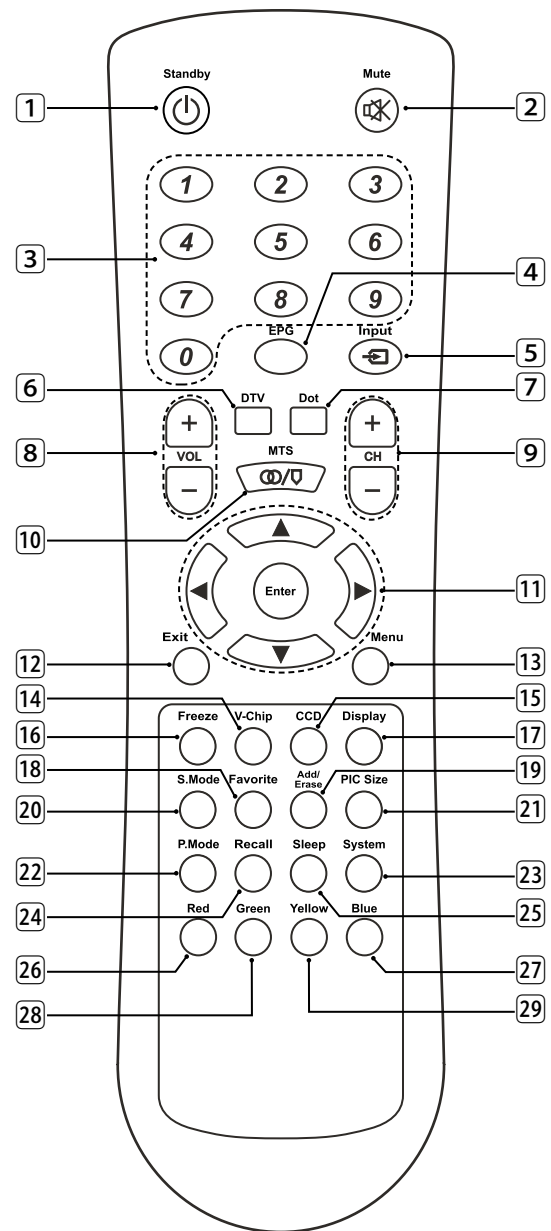 Standby Mute
1 2
1 2 3
4 5 6
3 4
7 8 9
EPG Input
0 5
6 DTV Dot 7
+ +
8 VOL CH 9
MTS
- -
10
Enter 11
Exit Menu
12 13
14 15
Freeze V-Chip CCD Display
16 17
18 Add/ 19
Erase
S.Mode Favorite PIC Size
20 21
P.Mode Recall Sleep System
22 23
24 25
Red Green Yellow Blue
26 27
28 29